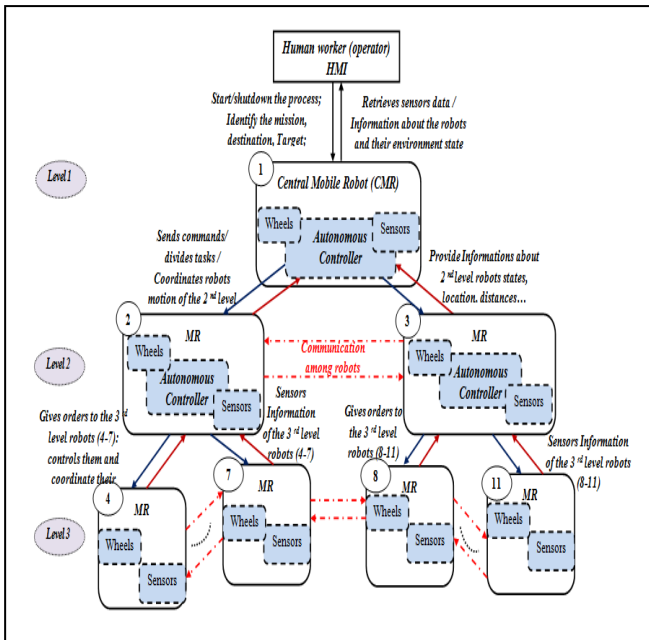 Human worker (operator)
HMI
Start/shutdown the process;
Identify the mission,
destination, Target;
Retrieves sensors data /
Information about the robots
and their environment state
Level 1
1
Central Mobile Robot (CMR)
Wheels
Sensors
Autonomous
Controller
Sends commands/
divides tasks /
Coordinates robots
motion of the 2nd level
Provide Informations about
2nd level robots states,
location. distances...
Level 2
2
MR
Wheels
Autonomous
Controller
Sensors
Communication
among robots
3
MR
Wheels
Autonomous
Controller
Sensors
Gives orders to the 3rd
level robots (4-7):
controls them and
coordinate their
Sensors
Information
of the 3rd level
robots (4-7)
Gives orders to
the 3rd level
robots (8-11)
Sensors Information
of the 3rd level robots
(8-11)
Level 3
4
MR
Wheels
Sensors
7
MR
Wheels
Sensors
8
MR
Wheels
Sensors
11
MR
Wheels
Sensors